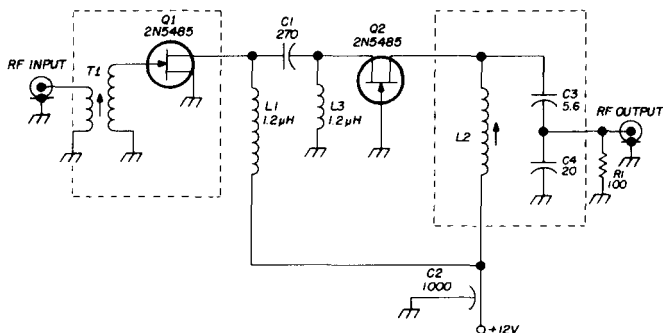 Q1
2N5485
C1
270
Q2
2N5485
RF INPUT
T1
L1
1.2μH
L3
1.2μH
L2
C3
5.6
RF OUTPUT
C4
20
R1
100
C2
1000
+12V